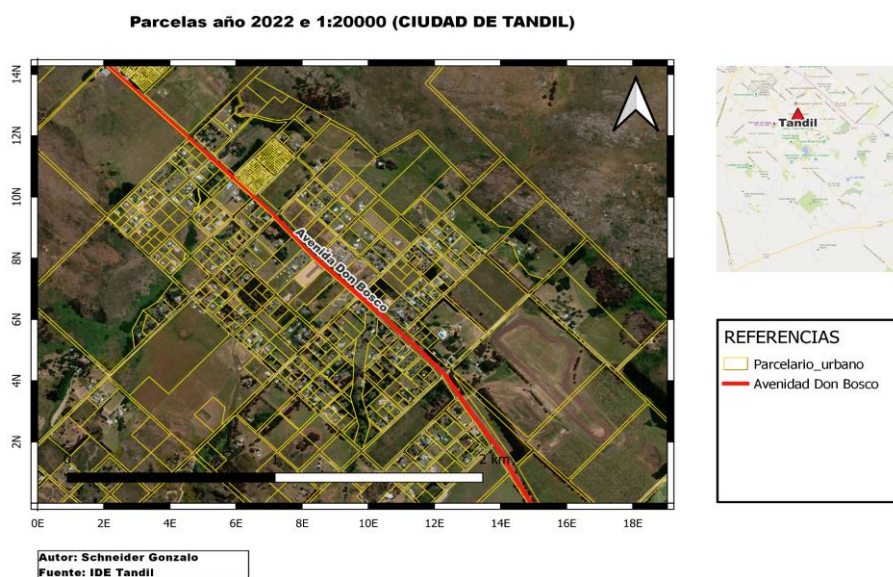 Parcelas año 2022 e 1:20000 (CIUDAD DE TANDIL)
14N
12N
10N
8N
6N
4N
2N
Avenida Don Bosco
0
2 km
0E
2E
4E
6E
8E
10E
12E
14E
16E
18E
Tandil
REFERENCIAS
Parcelario_urbano
Avenidad Don Bosco
Autor: Schneider Gonzalo
Fuente: IDE Tandil